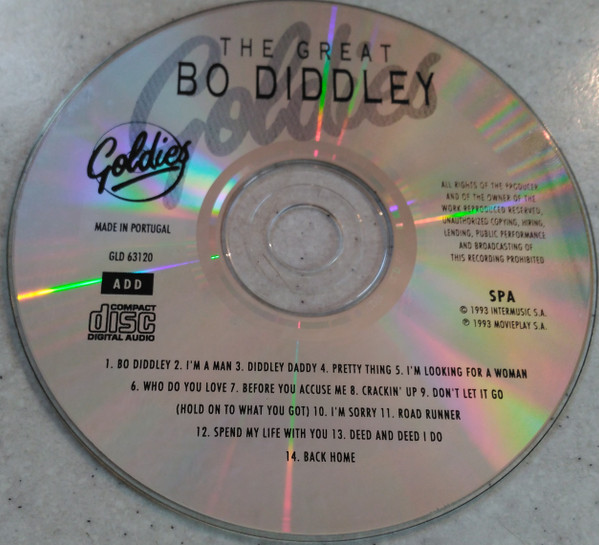 THE GREAT
BO DIDDLEY
Goldies
Goldies
MADE IN PORTUGAL
GLD 63120
ADD
COMPACT
disc
DIGITAL AUDIO
ALL RIGHTS OF THE PRODUCER
AND OF THE OWNER OF THE
WORK REPRODUCED RESERVED,
UNAUTHORIZED COPYING, HIRING,
LENDING, PUBLIC PERFORMANCE
AND BROADCASTING OF
THIS RECORDING PROHIBITED
SPA
© 1993 INTERMUSIC S.A.
℗ 1993 MOVIEPLAY S.A.
1. BO DIDDLEY 2. I'M A MAN 3. DIDDLEY DADDY 4. PRETTY THING 5. I'M LOOKING FOR A WOMAN
6. WHO DO YOU LOVE 7. BEFORE YOU ACCUSE ME 8. CRACKIN' UP 9. DON'T LET IT GO
(HOLD ON TO WHAT YOU GOT) 10. I'M SORRY 11. ROAD RUNNER
12. SPEND MY LIFE WITH YOU 13. DEED AND DEED I DO
14. BACK HOME